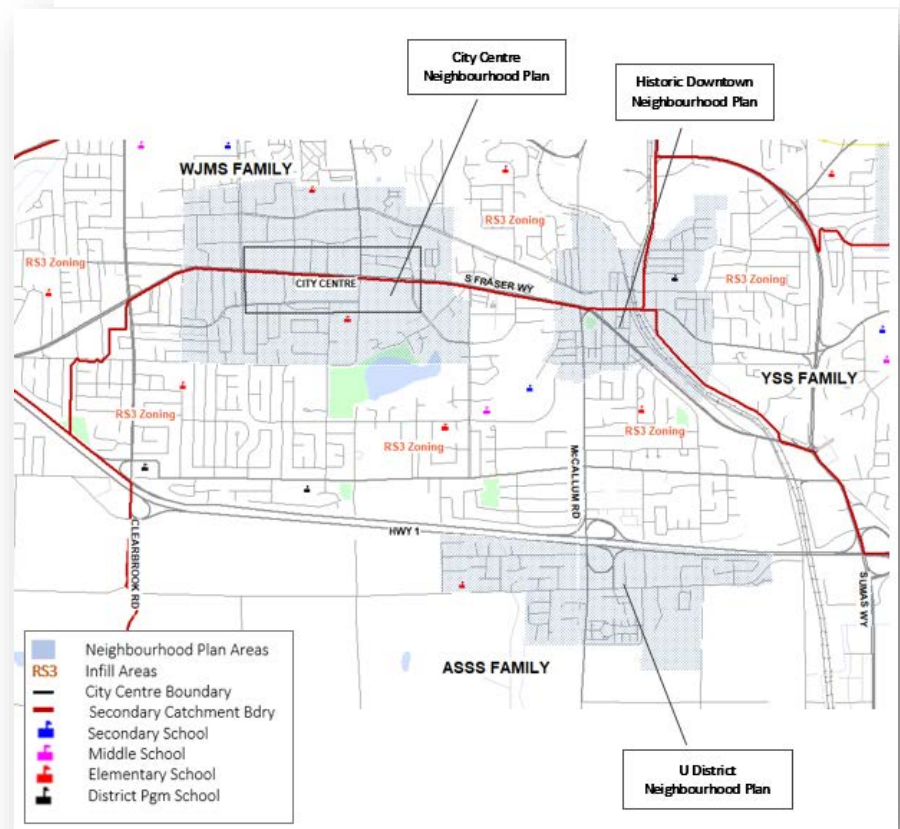 City Centre
Neighbourhood Plan
Historic Downtown
Neighbourhood Plan
WJMS FAMILY
RS3 Zoning
RS3 Zoning
RS3 Zoning
CITY CENTRE
S FRASER WY
YSS FAMILY
RS3 Zoning
RS3 Zoning
RS3 Zoning
McCALLUM RD
HWY 1
CLEARBROOK RD
SUMAS WY
ASSS FAMILY
Neighbourhood Plan Areas
RS3 Infill Areas
City Centre Boundary
Secondary Catchment Bdry
Secondary School
Middle School
Elementary School
District Pgm School
U District
Neighbourhood Plan